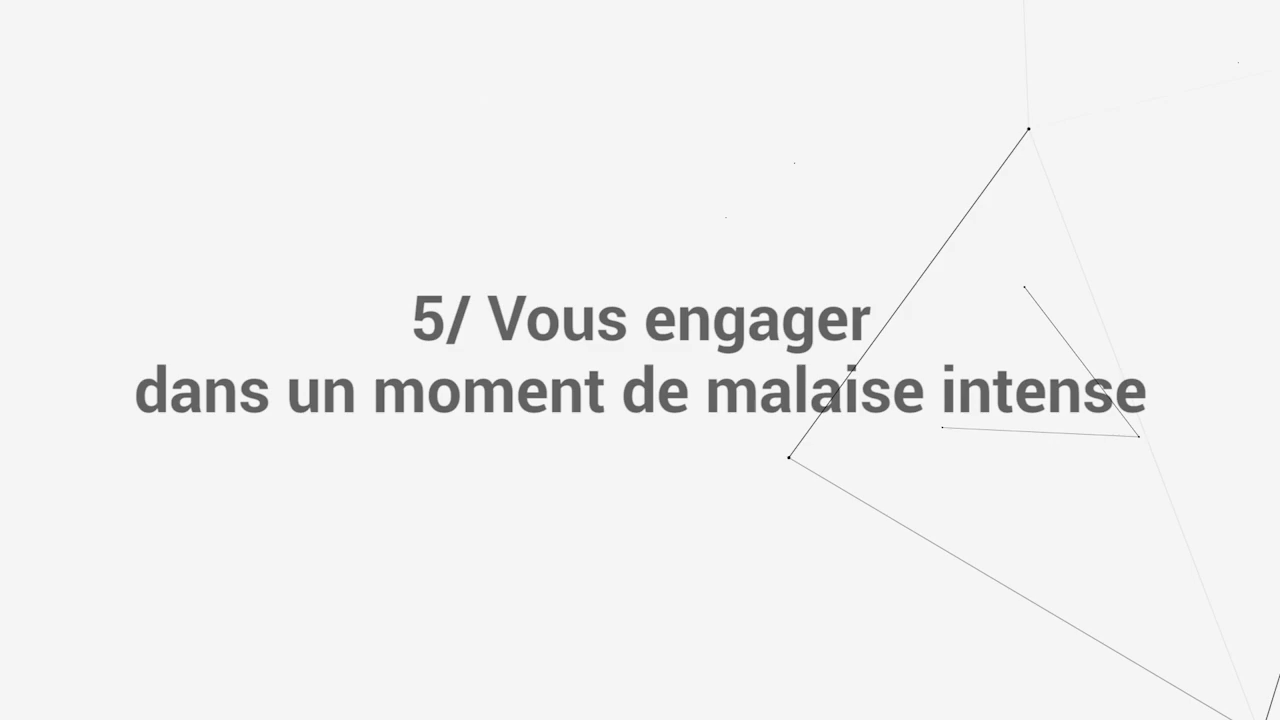 5/ Vous engager
dans un moment de malaise intense